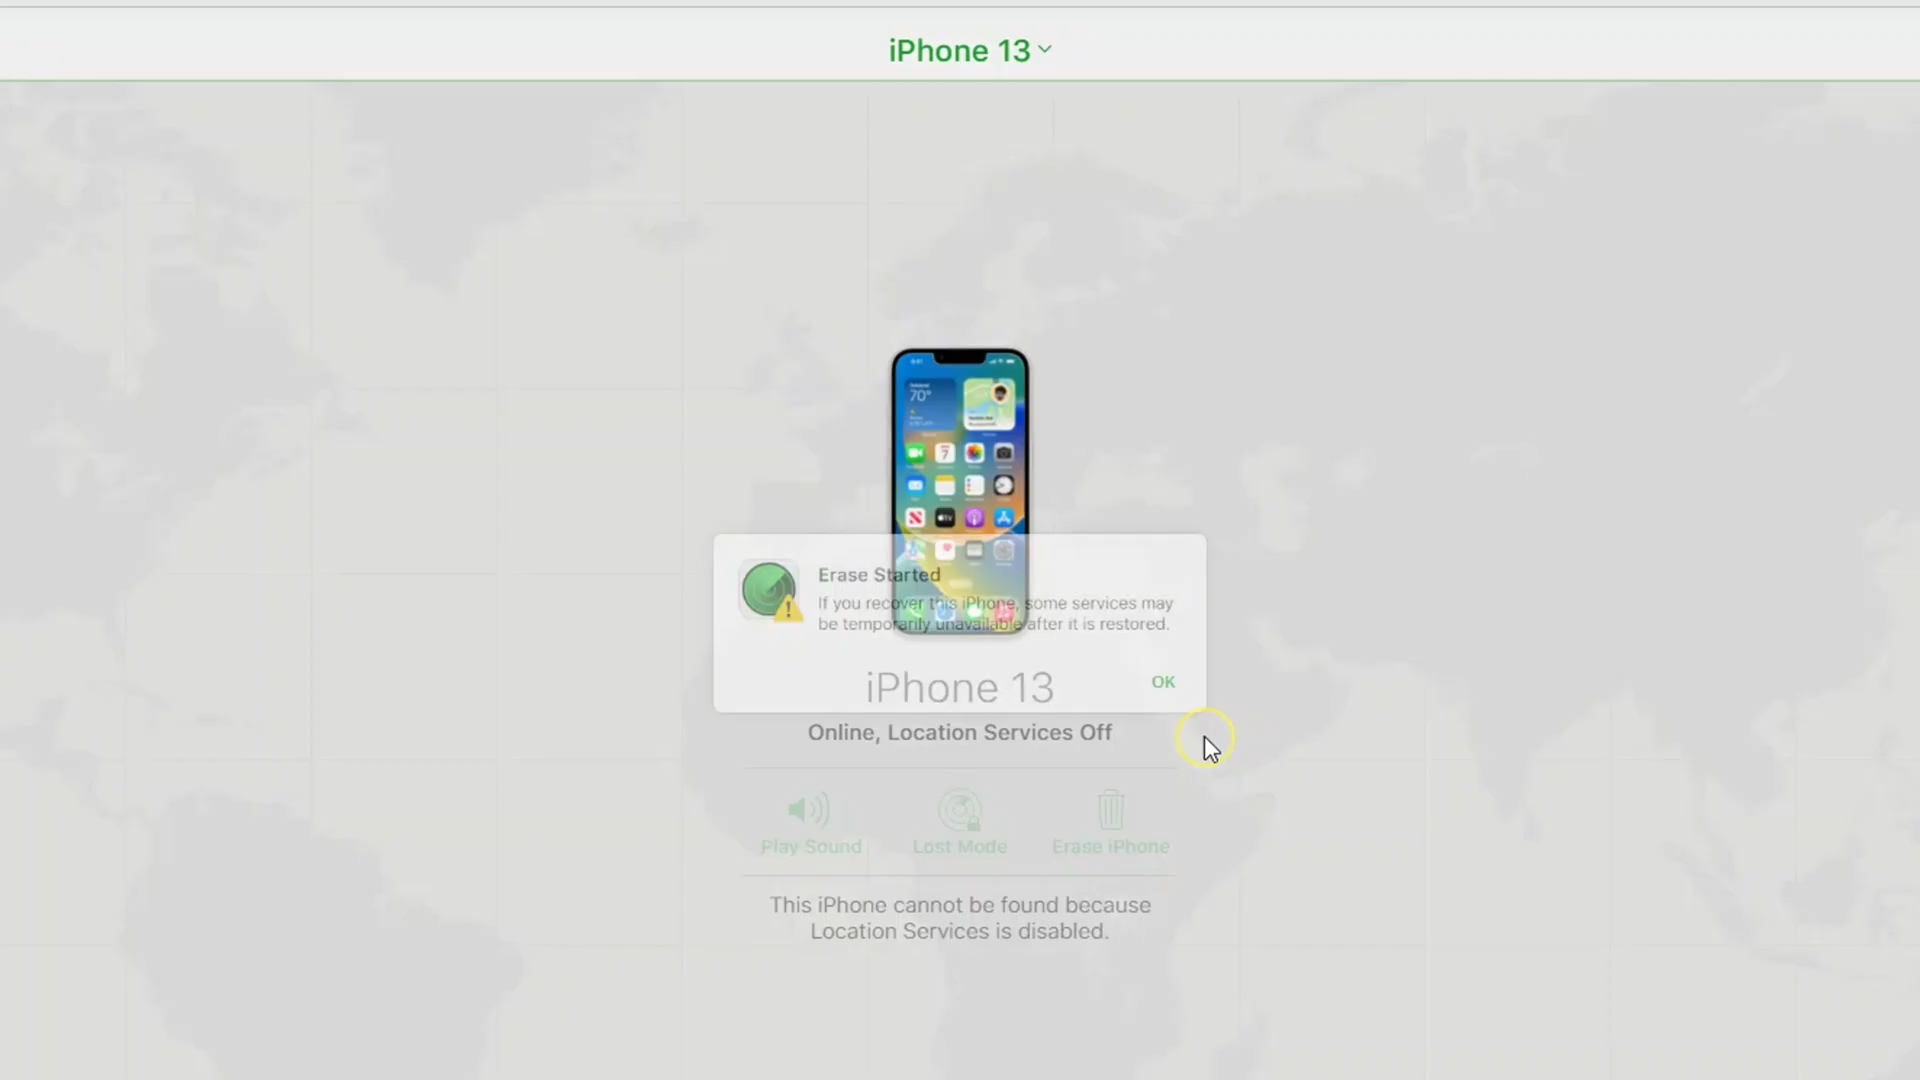 iPhone 13
70°
7
Erase Started
If you recover this iPhone, some services may
be temporarily unavailable after it is restored.
iPhone 13
OK
Online, Location Services Off
Play Sound
Lost Mode
Erase iPhone
This iPhone cannot be found because
Location Services is disabled.